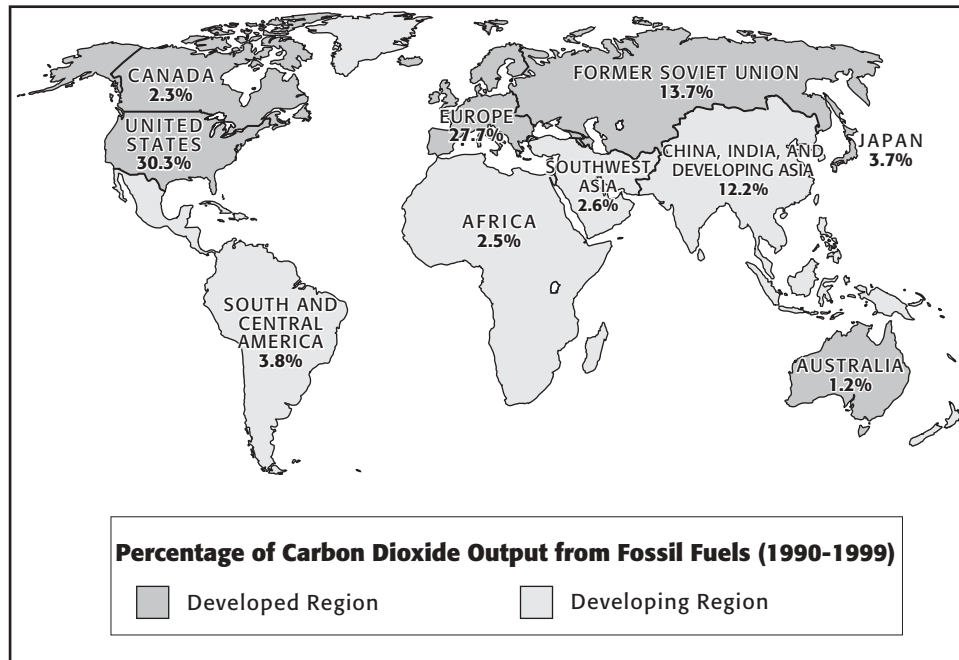 CANADA
2.3%
UNITED
STATES
30.3%
EUROPE
27.7%
FORMER SOVIET UNION
13.7%
JAPAN
3.7%
CHINA, INDIA, AND
DEVELOPING ASIA
12.2%
SOUTHWEST
ASIA
2.6%
AFRICA
2.5%
SOUTH AND
CENTRAL
AMERICA
3.8%
AUSTRALIA
1.2%
Percentage of Carbon Dioxide Output from Fossil Fuels (1990-1999)
Developed Region
Developing Region